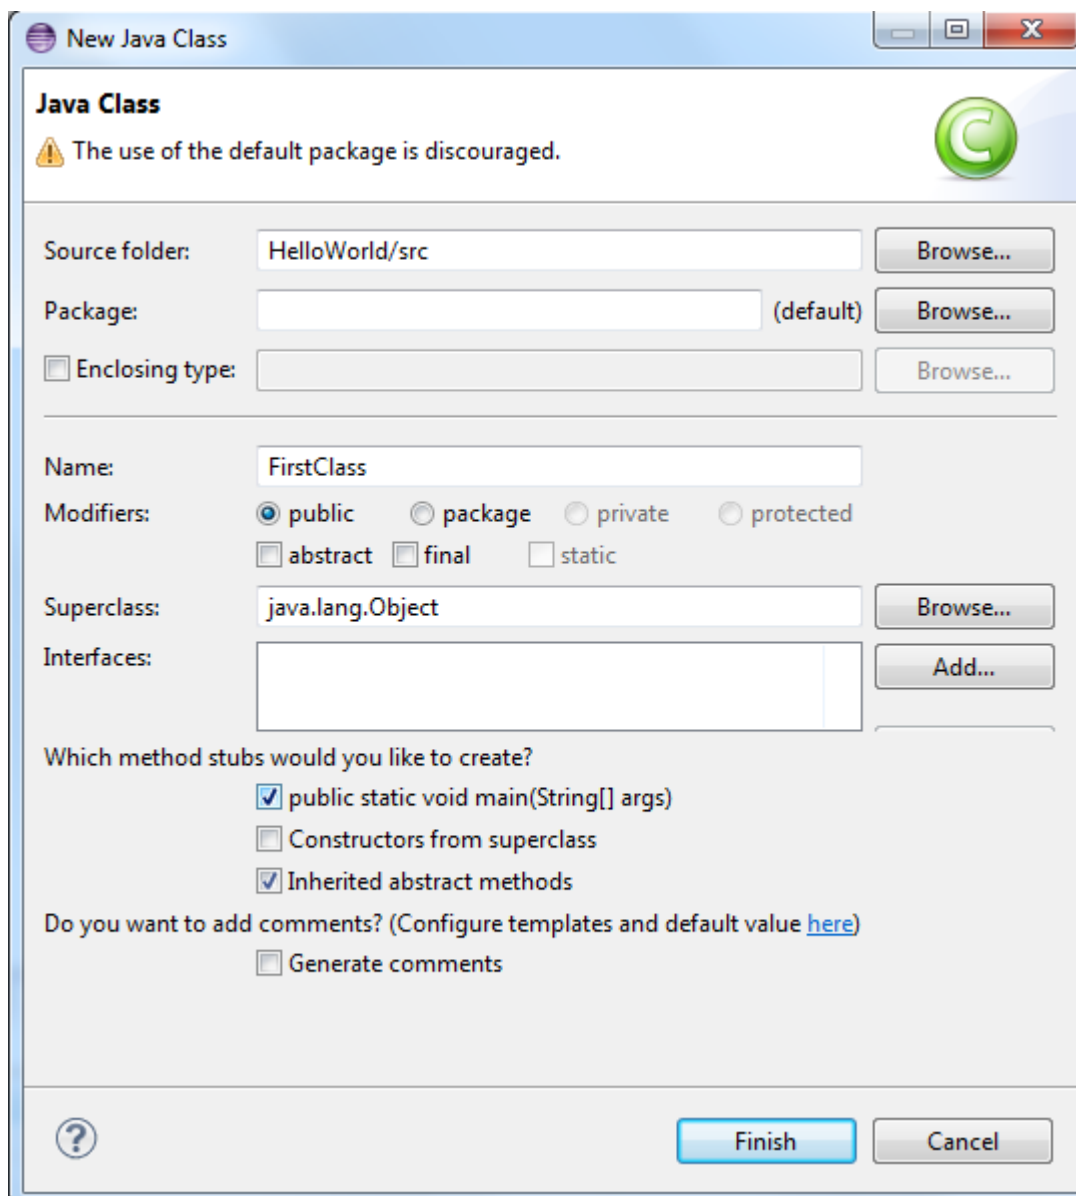 New Java Class
Java Class
The use of the default package is discouraged.
Source folder: HelloWorld/src Browse...
Package: (default) Browse...
Enclosing type: Browse...
Name: FirstClass
Modifiers: public package private protected
abstract final static
Superclass: java.lang.Object Browse...
Interfaces: Add...
Which method stubs would you like to create?
public static void main(String[] args)
Constructors from superclass
Inherited abstract methods
Do you want to add comments? (Configure templates and default value here)
Generate comments
Finish Cancel